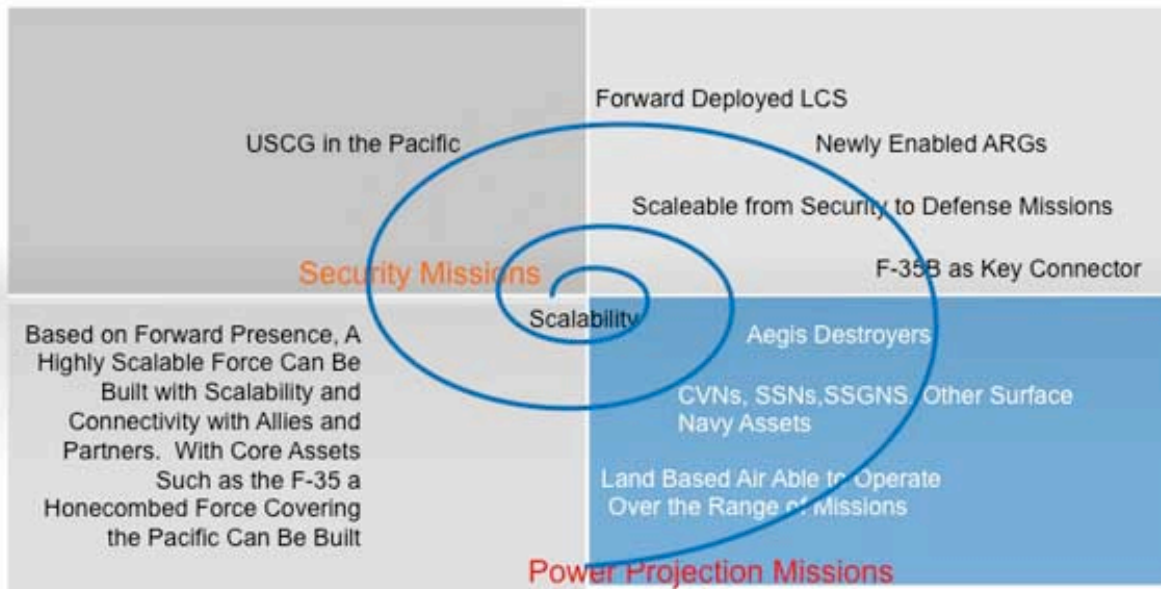 USCG in the Pacific
Security Missions
Forward Deployed LCS
Newly Enabled ARGs
Scaleable from Security to Defense Missions
F-35B as Key Connector
Scalability
Based on Forward Presence, A
Highly Scalable Force Can Be
Built with Scalability and
Connectivity with Allies and
Partners. With Core Assets
Such as the F-35 a
Honecombed Force Covering
the Pacific Can Be Built
Aegis Destroyers
CVNs, SSNs,SSGNS, Other Surface
Navy Assets
Land Based Air Able to Operate
Over the Range of Missions
Power Projection Missions